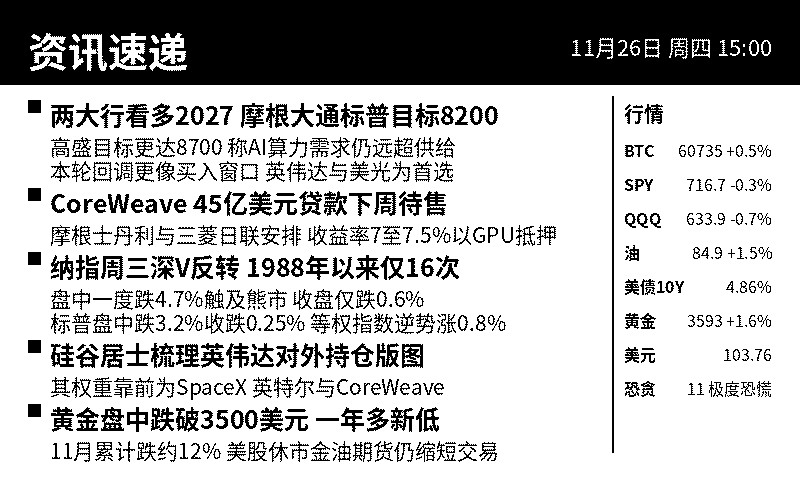 资讯速递
11月26日 周四 15:00
两大行看多2027 摩根大通标普目标8200
高盛目标更达8700 称AI算力需求仍远超供给
本轮回调更像买入窗口 英伟达与美光为首选
CoreWeave 45亿美元贷款下周待售
摩根士丹利与三菱日联安排 收益率7至7.5%以GPU抵押
纳指周三深V反转 1988年以来仅16次
盘中一度跌4.7%触及熊市 收盘仅跌0.6%
标普盘中跌3.2%收跌0.25% 等权指数逆势涨0.8%
硅谷居士梳理英伟达对外持仓版图
其权重靠前为SpaceX 英特尔与CoreWeave
黄金盘中跌破3500美元 一年多新低
11月累计跌约12% 美股休市金油期货仍缩短交易
行情
BTC 60735 +0.5%
SPY 716.7 -0.3%
QQQ 633.9 -0.7%
油 84.9 +1.5%
美债10Y 4.86%
黄金 3593 +1.6%
美元 103.76
恐贪 11 极度恐慌